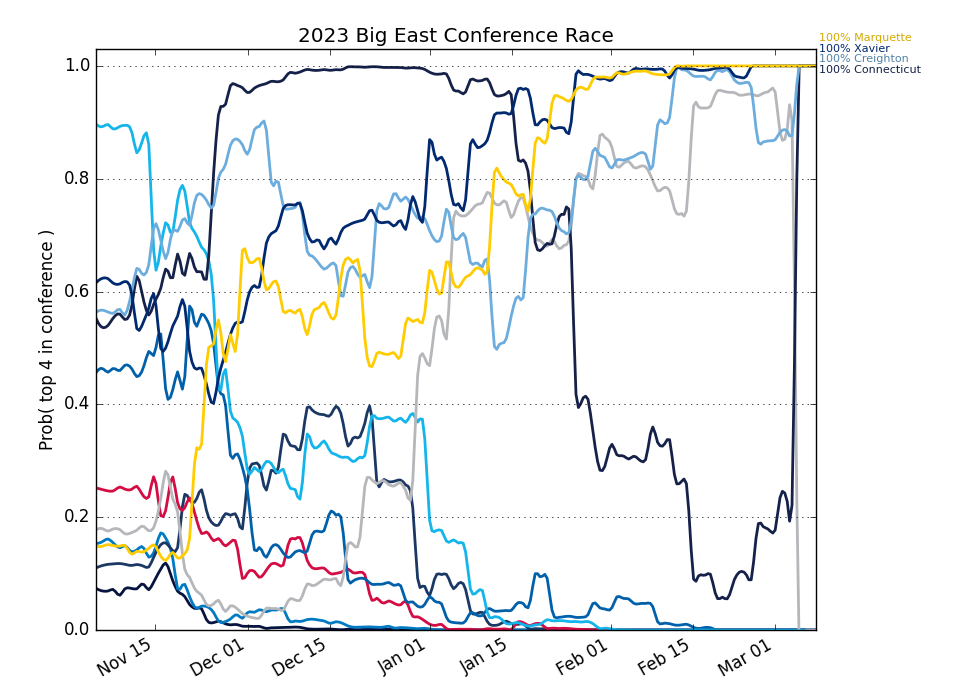 2023 Big East Conference Race
100% Marquette
100% Xavier
100% Creighton
100% Connecticut
1.0
0.8
0.6
0.4
0.2
0.0
Prob( top 4 in conference )
Nov 15
Dec 01
Dec 15
Jan 01
Jan 15
Feb 01
Feb 15
Mar 01